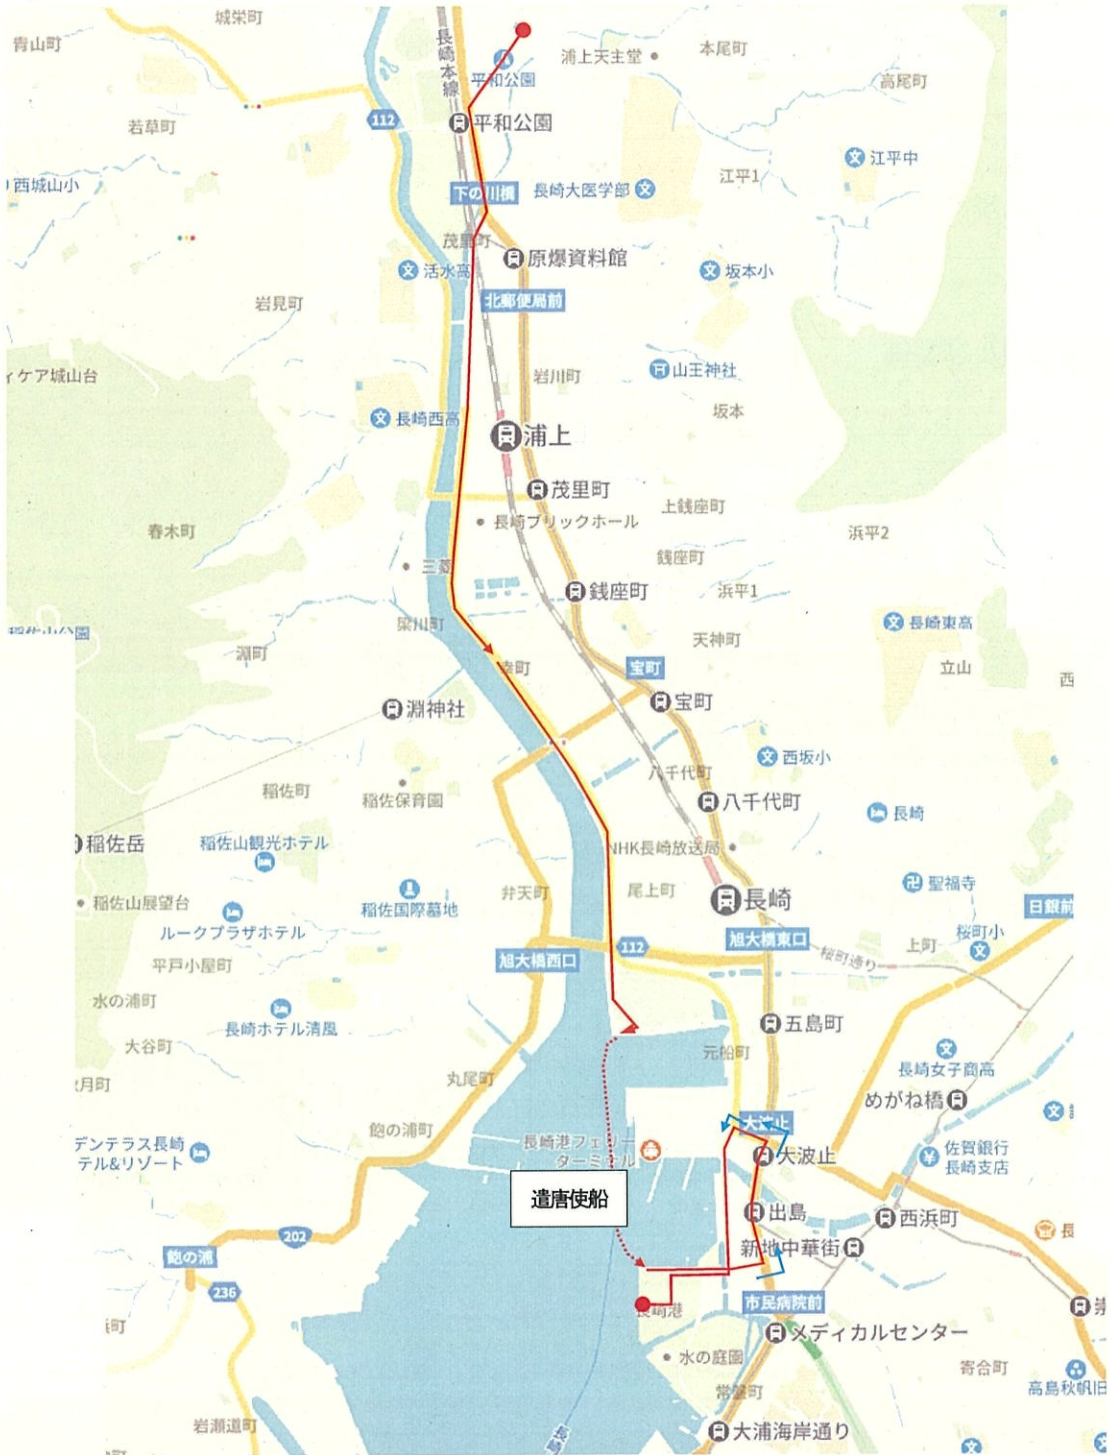 城栄町
青山町
長崎本線
浦上天主堂
本尾町
平和公園
高尾町
112
若草町
平和公園
江平中
西城山小
下の川橋
長崎大医学部
江平1
茂里町
原爆資料館
活水高
坂本小
岩見町
北郵便局前
ィケア城山台
岩川町
山王神社
坂本
長崎西高
浦上
茂里町
上銭座町
長崎ブリックホール
春木町
浜平2
三菱
銭座町
銭座町
浜平1
梁川町
稲佐山公園
長崎東高
天神町
淵町
幸町
宝町
立山
西
淵神社
宝町
西坂小
稲佐町
八千代町
稲佐保育園
八千代町
長崎
稲佐岳
稲佐山観光ホテル
NHK長崎放送局
聖福寺
稲佐山展望台
稲佐国際墓地
弁天町
尾上町
長崎
日銀前
ルークプラザホテル
桜町小
旭大橋東口
112
上町
平戸小屋町
旭大橋西口
桜町通り
水の浦町
長崎ホテル清風
五島町
大谷町
元船町
長崎女子商高
丸尾町
めがね橋
飽の浦町
大波止
デンテラス長崎
テル&リゾート
長崎港フェリー
ターミナル
大波止
佐賀銀行
長崎支店
遣唐使船
出島
西浜町
202
新地中華街
長
飽の浦
236
長崎港
市民病院前
崇
メディカルセンター
水の庭園
寄合町
高島秋帆旧
常盤町
岩瀬道町
大浦海岸通り